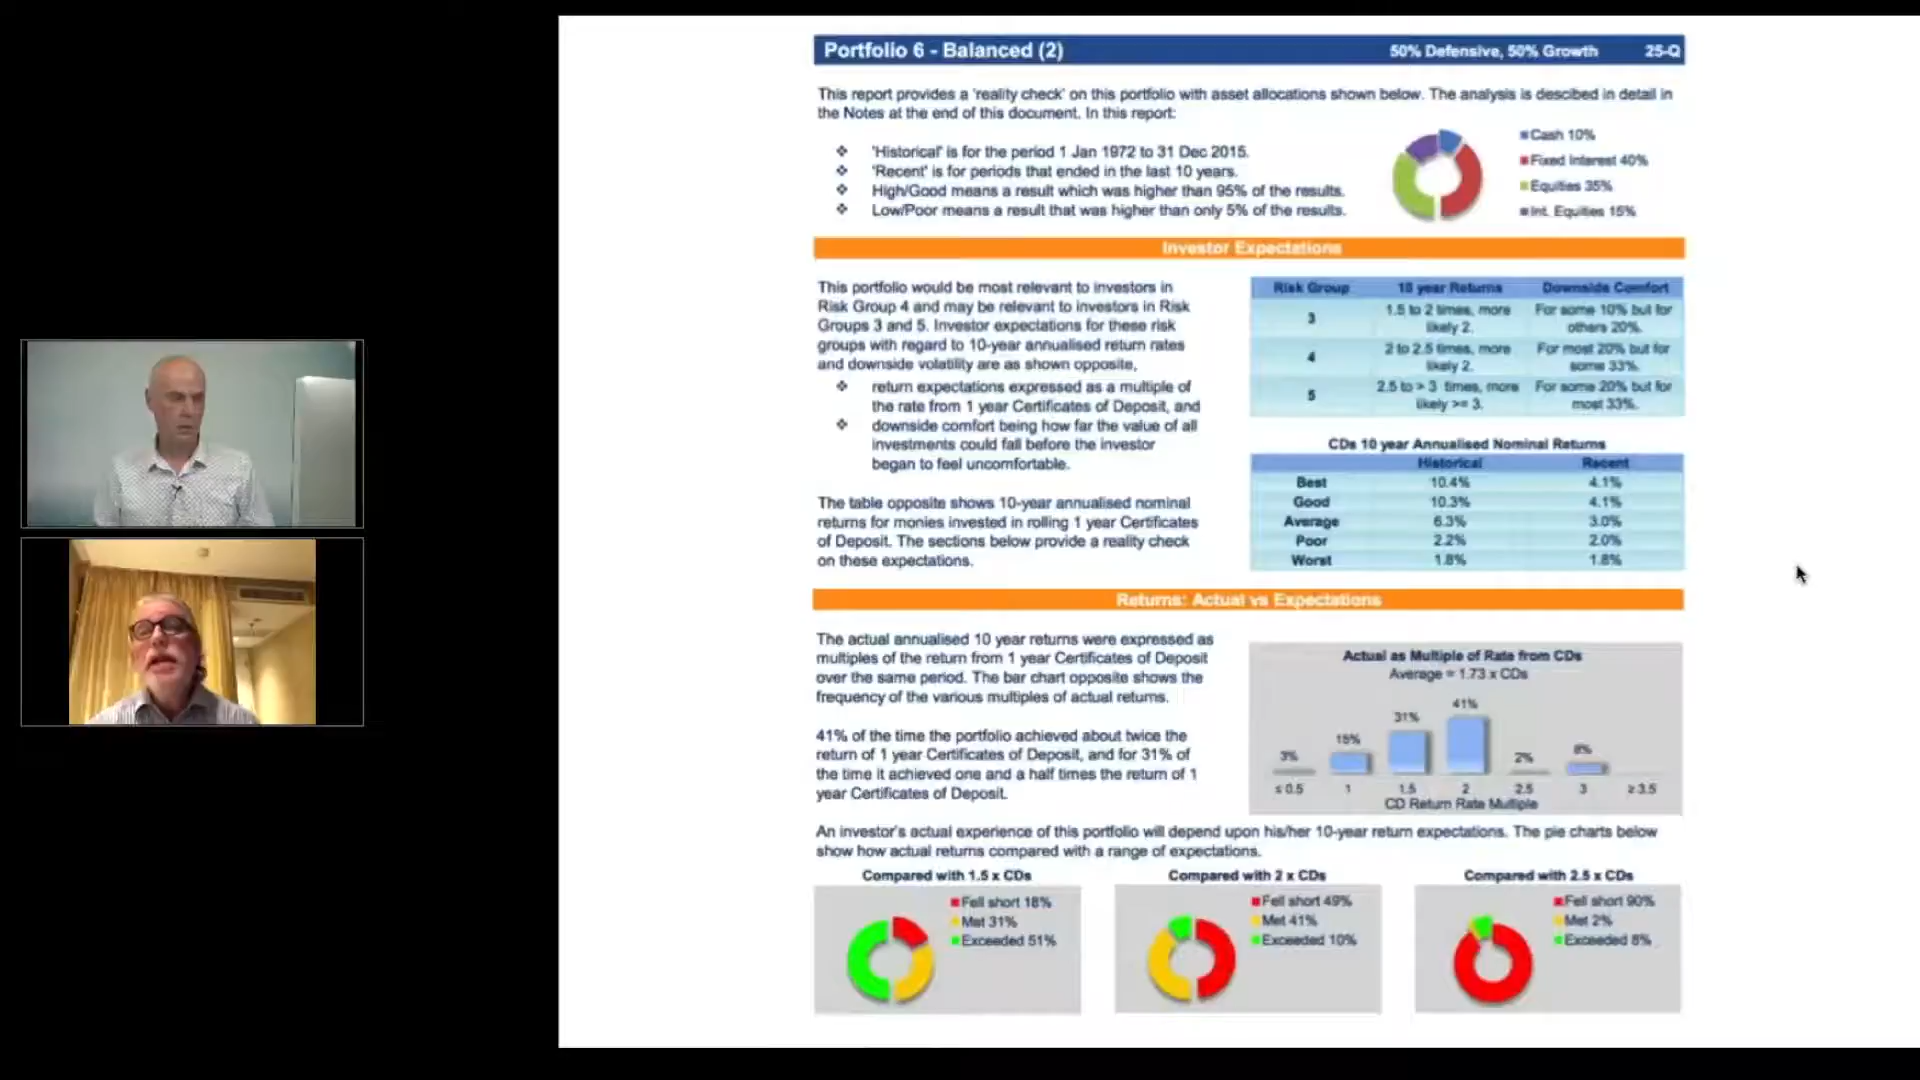 Portfolio 6 - Balanced (2) 50% Defensive, 50% Growth 25-Q
This report provides a 'reality check' on this portfolio with asset allocations shown below. The analysis is descibed in detail in
the Notes at the end of this document. In this report:
❖ 'Historical' is for the period 1 Jan 1972 to 31 Dec 2015.
❖ 'Recent' is for periods that ended in the last 10 years.
❖ High/Good means a result which was higher than 95% of the results.
❖ Low/Poor means a result that was higher than only 5% of the results.
Cash 10%
Fixed Interest 40%
Equities 35%
Int. Equities 15%
Investor Expectations
This portfolio would be most relevant to investors in
Risk Group 4 and may be relevant to investors in Risk
Groups 3 and 5. Investor expectations for these risk
groups with regard to 10-year annualised return rates
and downside volatility are as shown opposite,
❖ return expectations expressed as a multiple of
the rate from 1 year Certificates of Deposit, and
❖ downside comfort being how far the value of all
investments could fall before the investor
began to feel uncomfortable.
The table opposite shows 10-year annualised nominal
returns for monies invested in rolling 1 year Certificates
of Deposit. The sections below provide a reality check
on these expectations.
Risk Group 10 year Returns Downside Comfort
3 1.5 to 2 times, more likely 2. For some 10% but for others 20%.
4 2 to 2.5 times, more likely 2. For most 20% but for some 33%.
5 2.5 to > 3 times, more likely >= 3. For some 20% but for most 33%.
CDs 10 year Annualised Nominal Returns
Historical Recent
Best 10.4% 4.1%
Good 10.3% 4.1%
Average 6.3% 3.0%
Poor 2.2% 2.0%
Worst 1.8% 1.8%
Returns: Actual vs Expectations
The actual annualised 10 year returns were expressed as
multiples of the return from 1 year Certificates of Deposit
over the same period. The bar chart opposite shows the
frequency of the various multiples of actual returns.
41% of the time the portfolio achieved about twice the
return of 1 year Certificates of Deposit, and for 31% of
the time it achieved one and a half times the return of 1
year Certificates of Deposit.
Actual as Multiple of Rate from CDs
Average = 1.73 x CDs
3% 15% 31% 41% 2% 8%
≤ 0.5 1 1.5 2 2.5 3 ≥ 3.5
CD Return Rate Multiple
An investor's actual experience of this portfolio will depend upon his/her 10-year return expectations. The pie charts below
show how actual returns compared with a range of expectations.
Compared with 1.5 x CDs
Fell short 18%
Met 31%
Exceeded 51%
Compared with 2 x CDs
Fell short 49%
Met 41%
Exceeded 10%
Compared with 2.5 x CDs
Fell short 90%
Met 2%
Exceeded 8%